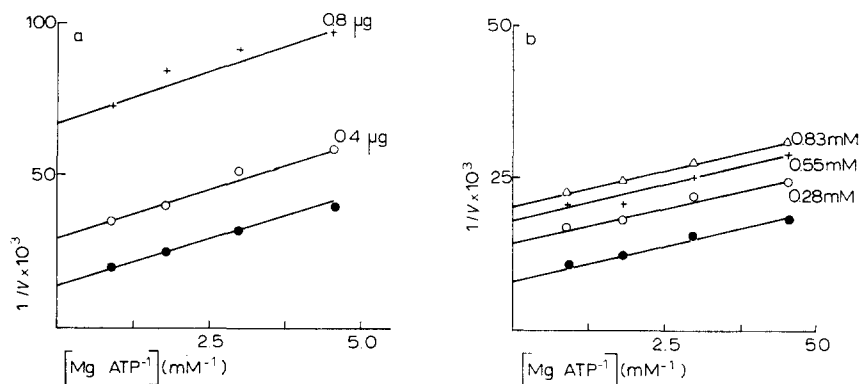 100
a
0.8 µg
0.4 µg
50
1/V × 10³
2.5
5.0
[Mg ATP⁻¹] (mM⁻¹)
50
b
0.83mM
0.55mM
0.28mM
25
1/V × 10³
2.5
5.0
[Mg ATP⁻¹] (mM⁻¹)